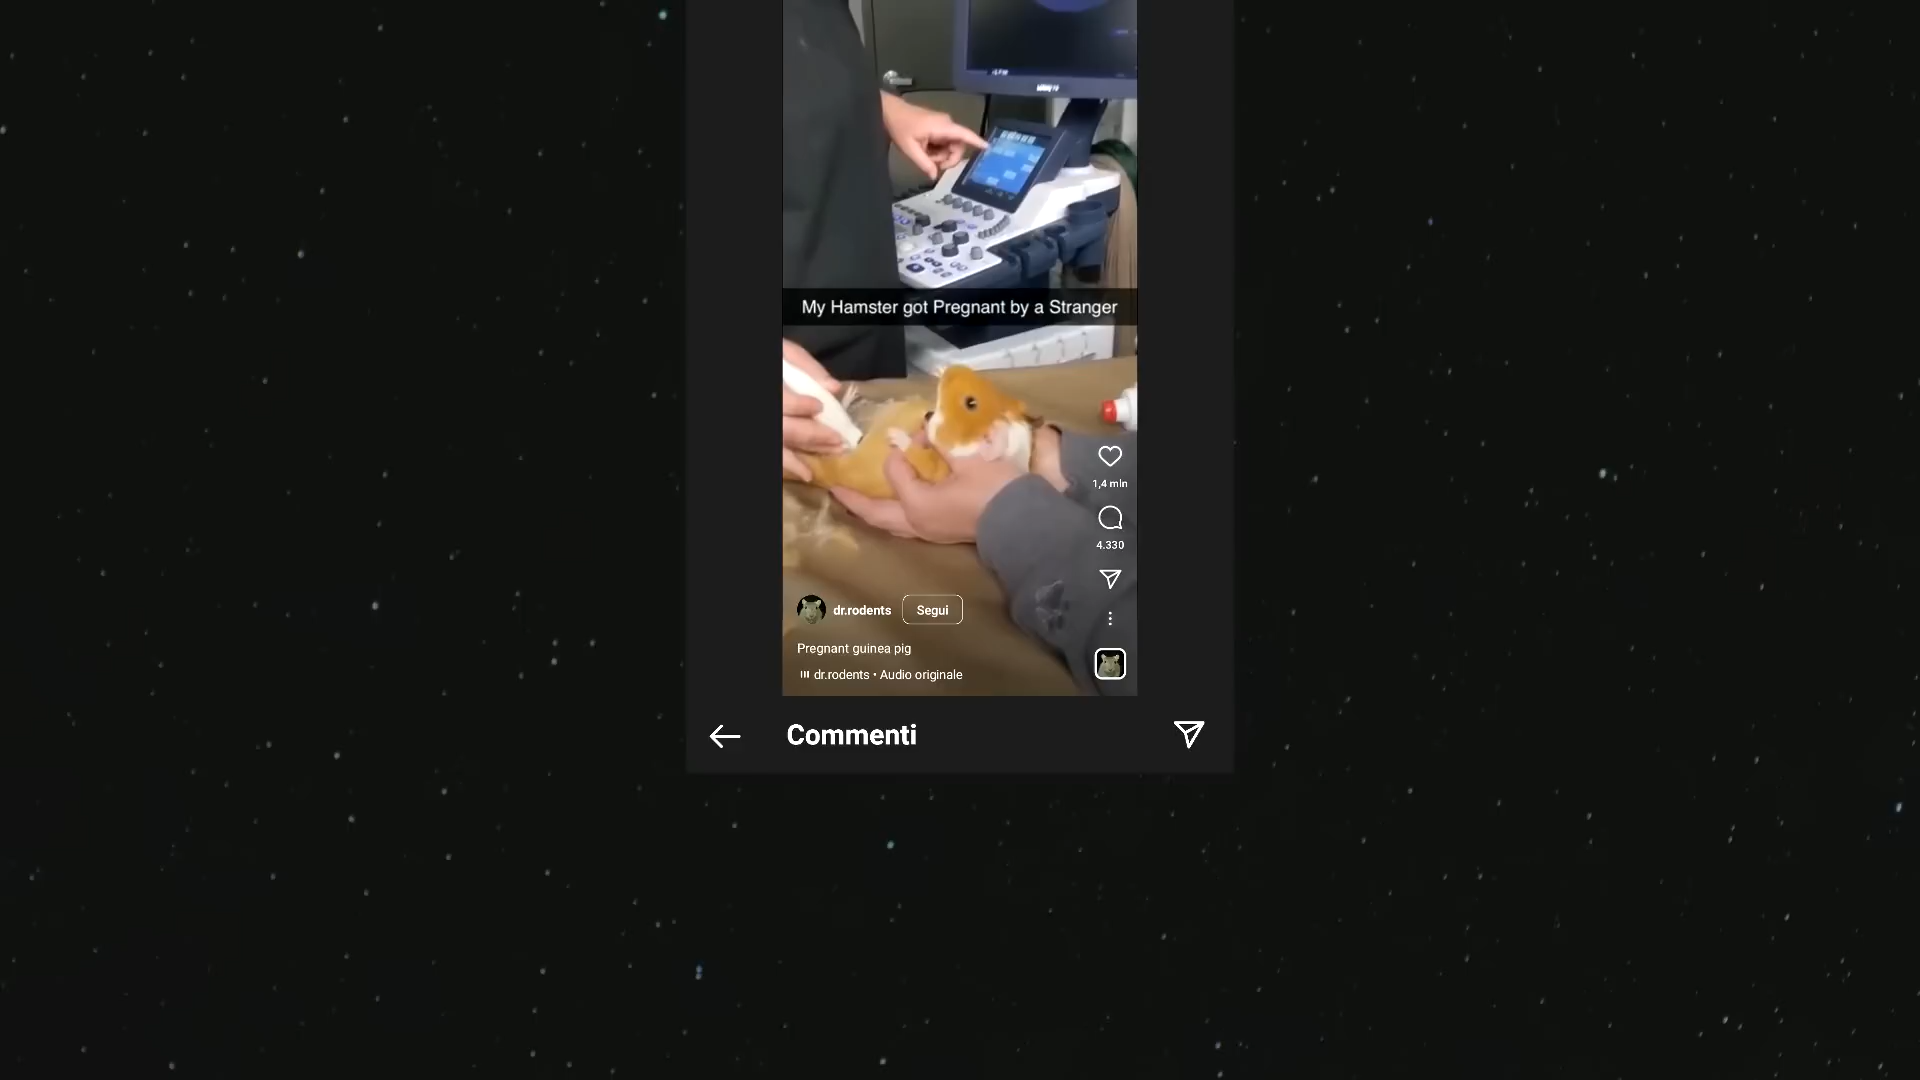 My Hamster got Pregnant by a Stranger
1,4 mln
4.330
dr.rodents Segui
Pregnant guinea pig
dr.rodents • Audio originale
Commenti